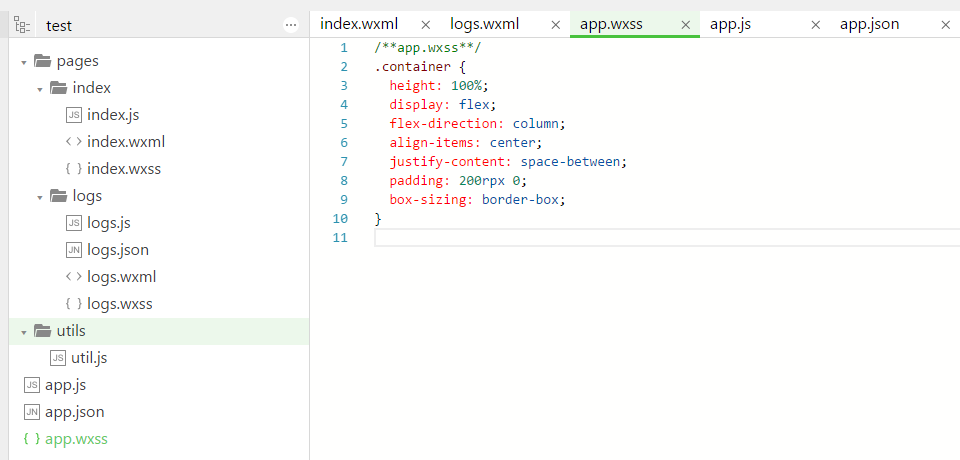 test ...
pages
index
JS index.js
<> index.wxml
{ } index.wxss
logs
JS logs.js
JN logs.json
<> logs.wxml
{ } logs.wxss
utils
JS util.js
JS app.js
JN app.json
{ } app.wxss
index.wxml × logs.wxml × app.wxss × app.js × app.json ×
1 /**app.wxss**/
2 .container {
3   height: 100%;
4   display: flex;
5   flex-direction: column;
6   align-items: center;
7   justify-content: space-between;
8   padding: 200rpx 0;
9   box-sizing: border-box;
10 }
11